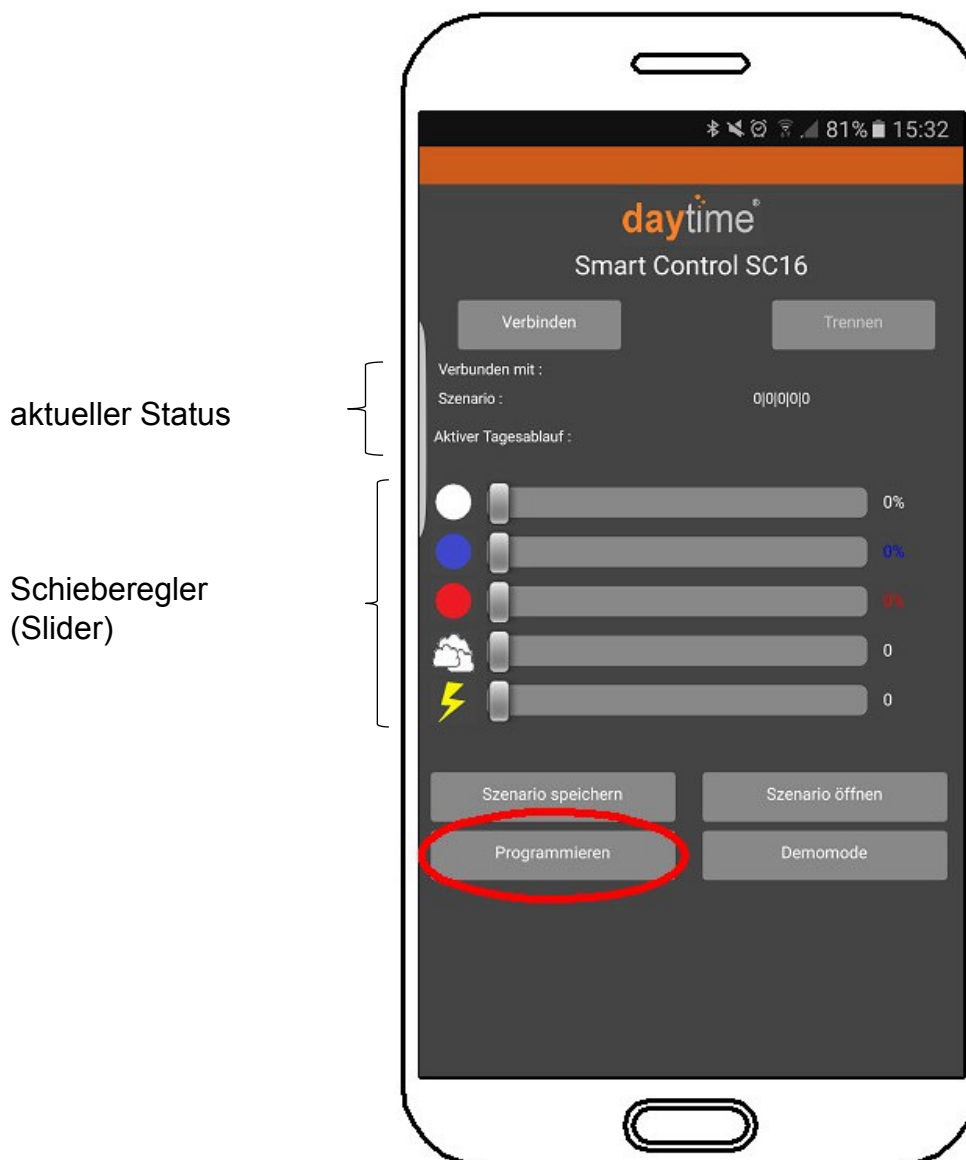 81% 15:32
daytime®
Smart Control SC16
Verbinden Trennen
aktueller Status
Verbunden mit :
Szenario : 0|0|0|0|0
Aktiver Tagesablauf :
Schieberegler
(Slider)
0%
0%
0%
0
0
Szenario speichern Szenario öffnen
Programmieren Demomode